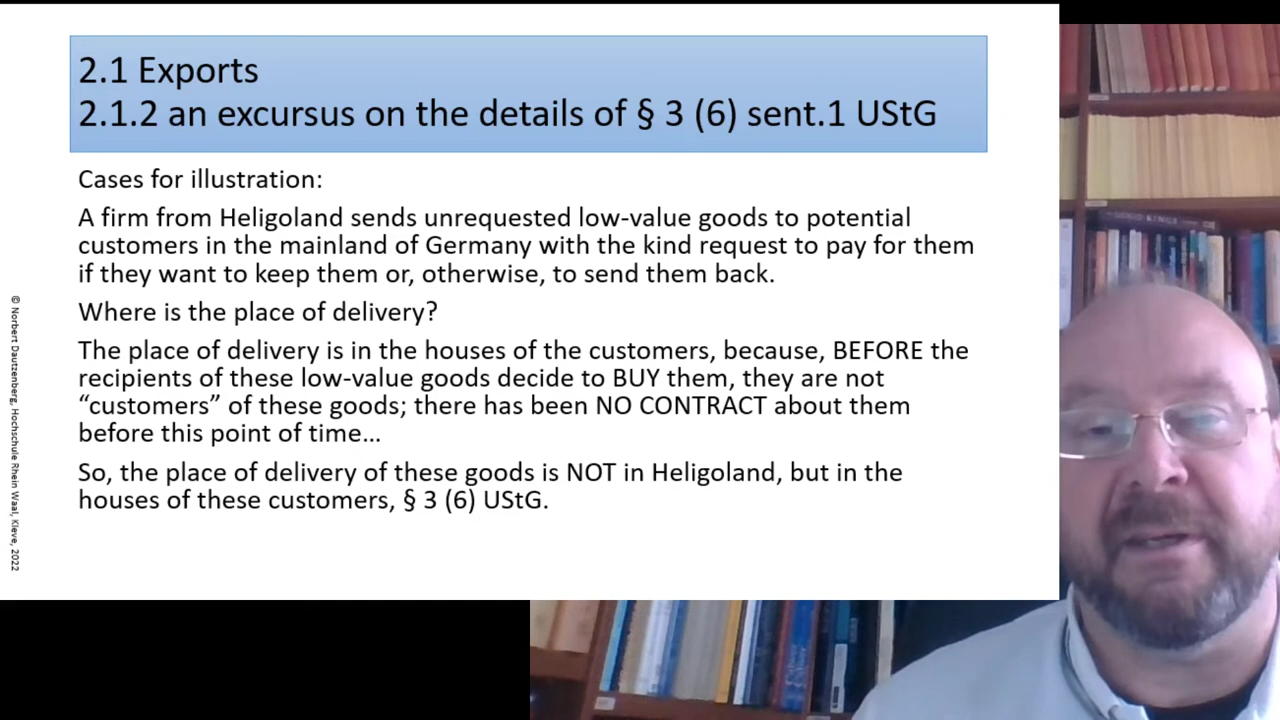 2.1 Exports
2.1.2 an excursus on the details of § 3 (6) sent.1 UStG
Cases for illustration:
A firm from Heligoland sends unrequested low-value goods to potential
customers in the mainland of Germany with the kind request to pay for them
if they want to keep them or, otherwise, to send them back.
Where is the place of delivery?
The place of delivery is in the houses of the customers, because, BEFORE the
recipients of these low-value goods decide to BUY them, they are not
“customers” of these goods; there has been NO CONTRACT about them
before this point of time…
So, the place of delivery of these goods is NOT in Heligoland, but in the
houses of these customers, § 3 (6) UStG.
© Norbert Dautzenberg, Hochschule Rhein Waal, Kleve, 2022